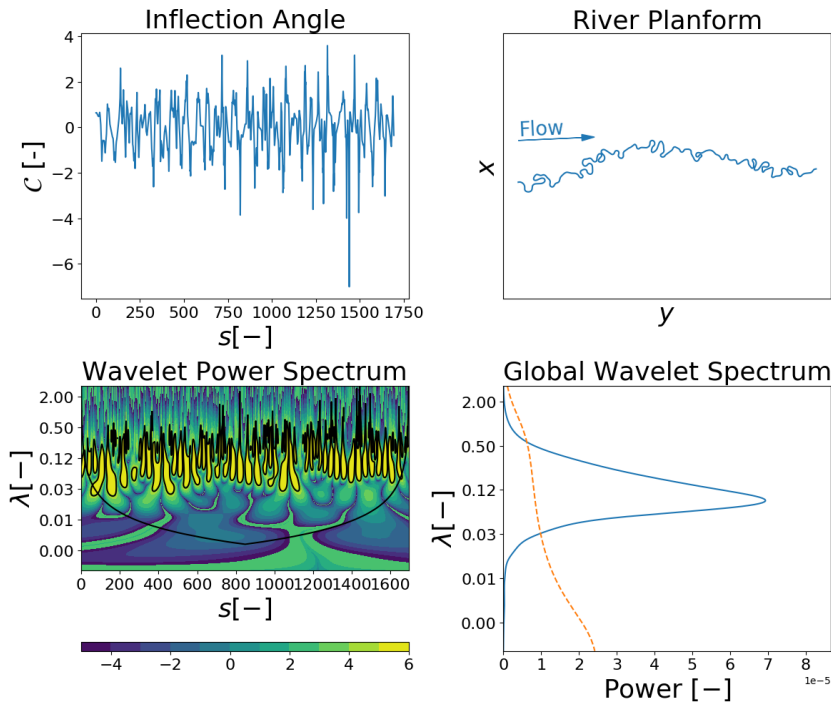 Inflection Angle
4
2
0
−2
−4
−6
C [-]
0 250 500 750 1000 1250 1500 1750
s[−]
River Planform
Flow
x
y
Wavelet Power Spectrum
2.00
0.50
0.12
0.03
0.01
0.00
λ[−]
0 200 400 600 800 1000 1200 1400 1600
s[−]
−4 −2 0 2 4 6
Global Wavelet Spectrum
2.00
0.50
0.12
0.03
0.01
0.00
λ[−]
0 1 2 3 4 5 6 7 8
1e−5
Power [−]